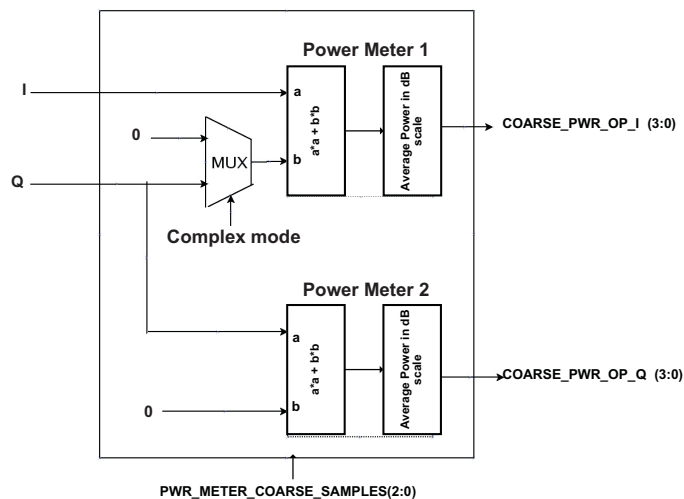 Power Meter 1
I
a
a*a + b*b
Average Power in dB
scale
COARSE_PWR_OP_I (3:0)
0
MUX
b
Q
Complex mode
Power Meter 2
a
a*a + b*b
Average Power in dB
scale
COARSE_PWR_OP_Q (3:0)
0
b
PWR_METER_COARSE_SAMPLES(2:0)